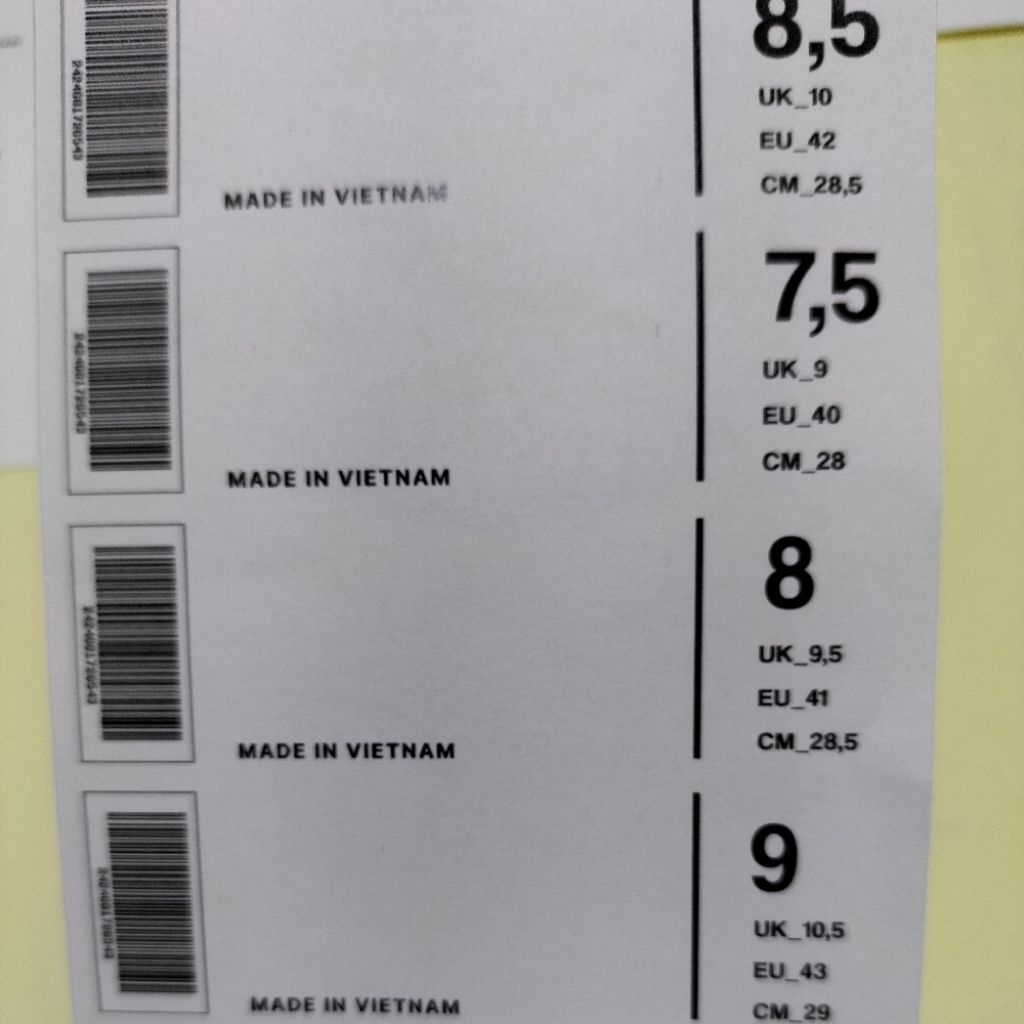 8,5
UK_10
EU_42
CM_28,5
MADE IN VIETNAM
7,5
UK_9
EU_40
CM_28
MADE IN VIETNAM
8
UK_9,5
EU_41
CM_28,5
MADE IN VIETNAM
9
UK_10,5
EU_43
CM_29
MADE IN VIETNAM